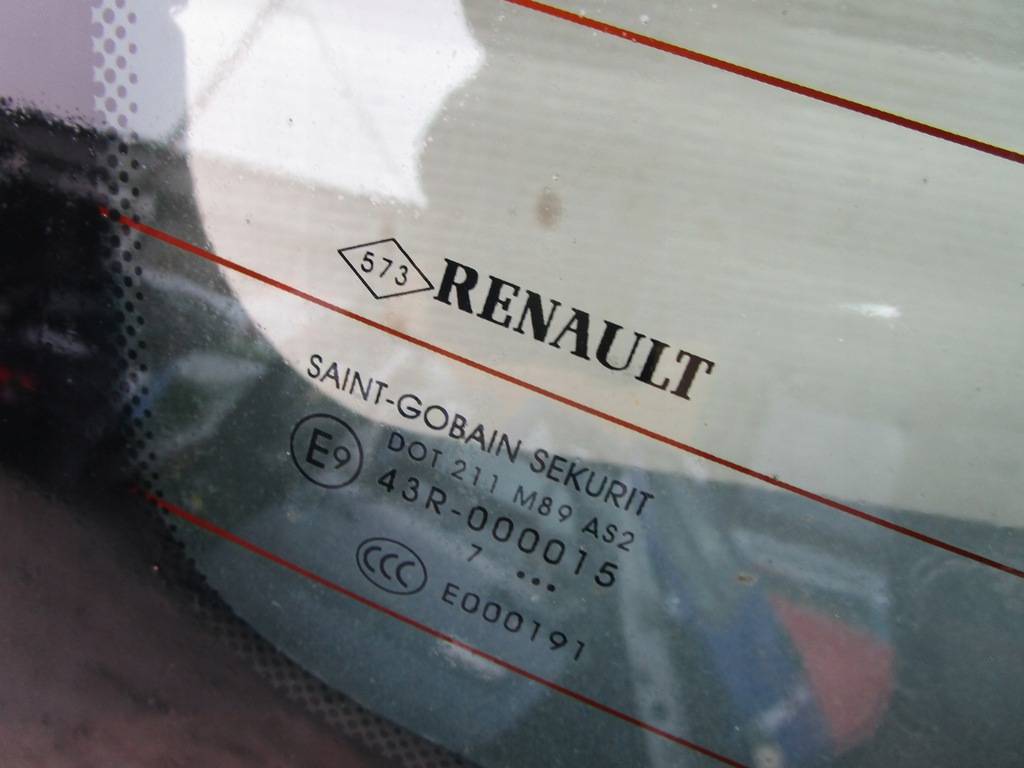 573 RENAULT
SAINT-GOBAIN SEKURIT
E9 DOT 211 M89 AS2
43R-000015
7 ...
CCC E000191